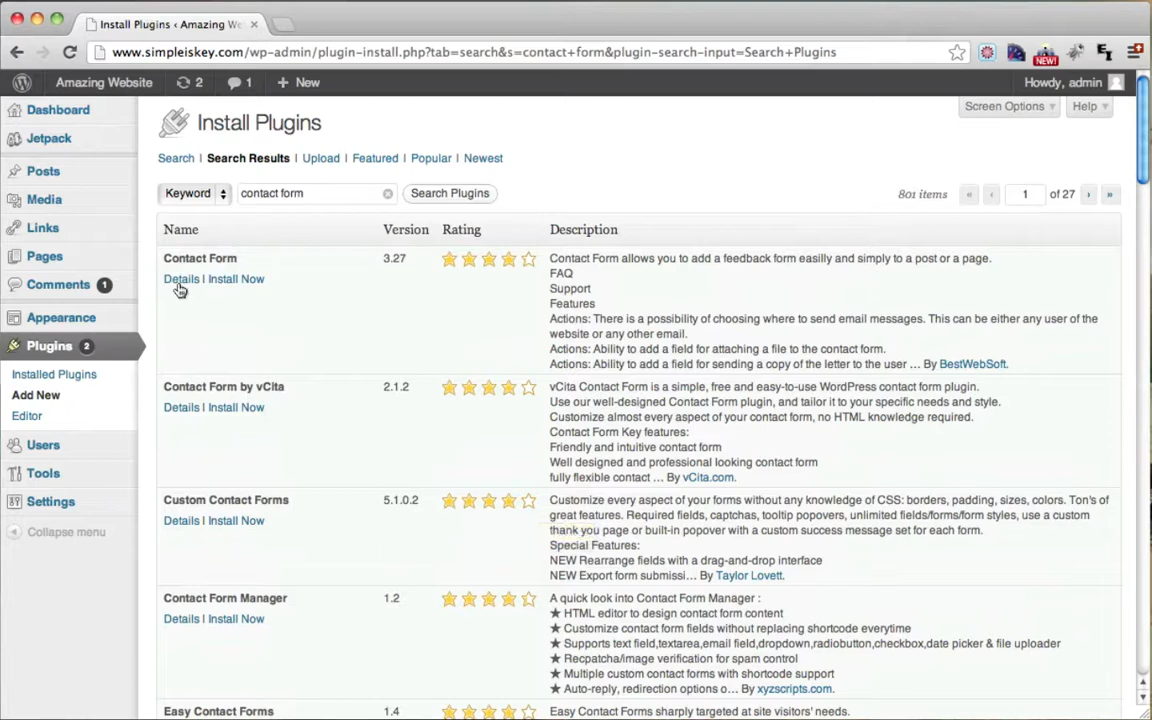 Install Plugins ‹ Amazing We
www.simpleiskey.com/wp-admin/plugin-install.php?tab=search&s=contact+form&plugin-search-input=Search+Plugins
NEW!
Amazing Website 2 1 + New Howdy, admin
Dashboard
Jetpack
Posts
Media
Links
Pages
Comments 1
Appearance
Plugins 2
Installed Plugins
Add New
Editor
Users
Tools
Settings
Collapse menu
Screen Options Help
Install Plugins
Search | Search Results | Upload | Featured | Popular | Newest
Keyword contact form Search Plugins 801 items « ‹ 1 of 27 › »
Name Version Rating Description
Contact Form 3.27 Contact Form allows you to add a feedback form easilly and simply to a post or a page.
Details | Install Now
FAQ
Support
Features
Actions: There is a possibility of choosing where to send email messages. This can be either any user of the
website or any other email.
Actions: Ability to add a field for attaching a file to the contact form.
Actions: Ability to add a field for sending a copy of the letter to the user ... By BestWebSoft.
Contact Form by vCita 2.1.2 vCita Contact Form is a simple, free and easy-to-use WordPress contact form plugin.
Details | Install Now
Use our well-designed Contact Form plugin, and tailor it to your specific needs and style.
Customize almost every aspect of your contact form, no HTML knowledge required.
Contact Form Key features:
Friendly and intuitive contact form
Well designed and professional looking contact form
fully flexible contact ... By vCita.com.
Custom Contact Forms 5.1.0.2 Customize every aspect of your forms without any knowledge of CSS: borders, padding, sizes, colors. Ton's of
Details | Install Now
great features. Required fields, captchas, tooltip popovers, unlimited fields/forms/form styles, use a custom
thank you page or built-in popover with a custom success message set for each form.
Special Features:
NEW Rearrange fields with a drag-and-drop interface
NEW Export form submissi... By Taylor Lovett.
Contact Form Manager 1.2 A quick look into Contact Form Manager :
Details | Install Now
★ HTML editor to design contact form content
★ Customize contact form fields without replacing shortcode everytime
★ Supports text field,textarea,email field,dropdown,radiobutton,checkbox,date picker & file uploader
★ Recpatcha/image verification for spam control
★ Multiple custom contact forms with shortcode support
★ Auto-reply, redirection options o... By xyzscripts.com.
Easy Contact Forms 1.4 Easy Contact Forms sharply targeted at site visitors' needs.